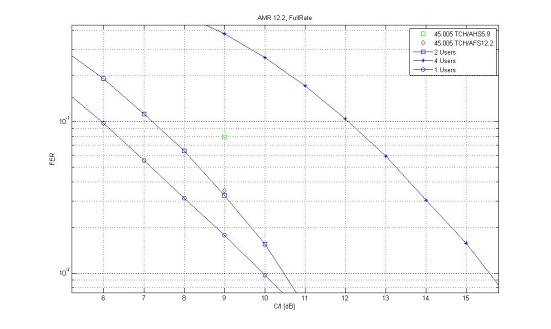 AMR 12.2, FullRate
45.005 TCH/AHS5.9
45.005 TCH/AFS12.2
2 Users
4 Users
1 Users
FER
10-1
10-2
6 7 8 9 10 11 12 13 14 15
C/I [dB]